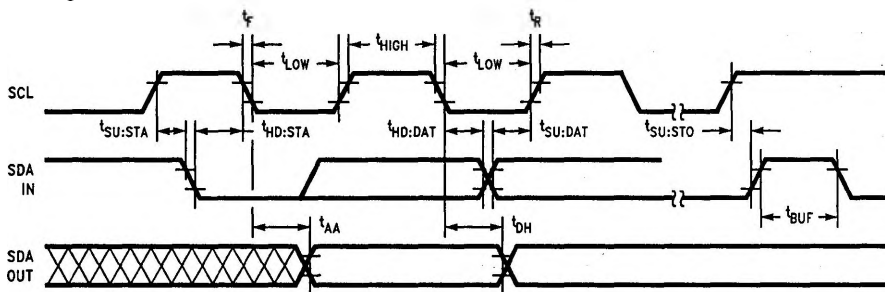 tF tR
tLOW tHIGH tLOW
SCL
tSU:STA tHD:STA tHD:DAT tSU:DAT tSU:STO
SDA
IN
tBUF
tAA tDH
SDA
OUT